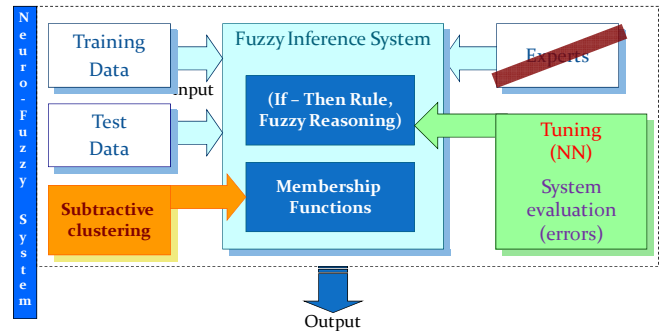 Neuro-Fuzzy System
Training
Data
Input
Test
Data
Subtractive
clustering
Fuzzy Inference System
(If – Then Rule,
Fuzzy Reasoning)
Membership
Functions
Experts
Tuning
(NN)
System
evaluation
(errors)
Output